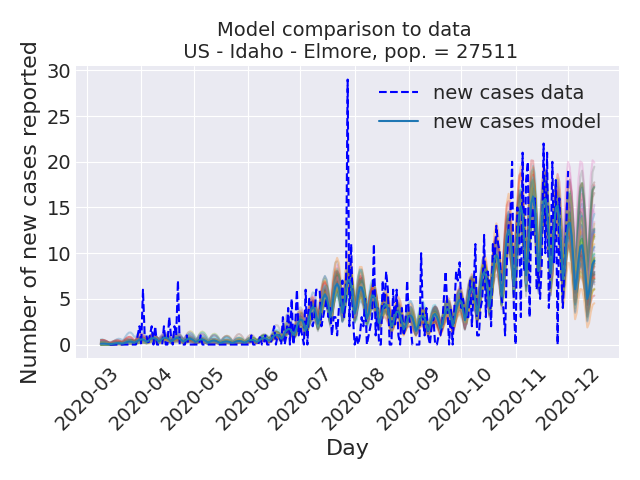 Model comparison to data
US - Idaho - Elmore, pop. = 27511
Number of new cases reported
30
25
20
15
10
5
0
new cases data
new cases model
2020-03
2020-04
2020-05
2020-06
2020-07
2020-08
2020-09
2020-10
2020-11
2020-12
Day